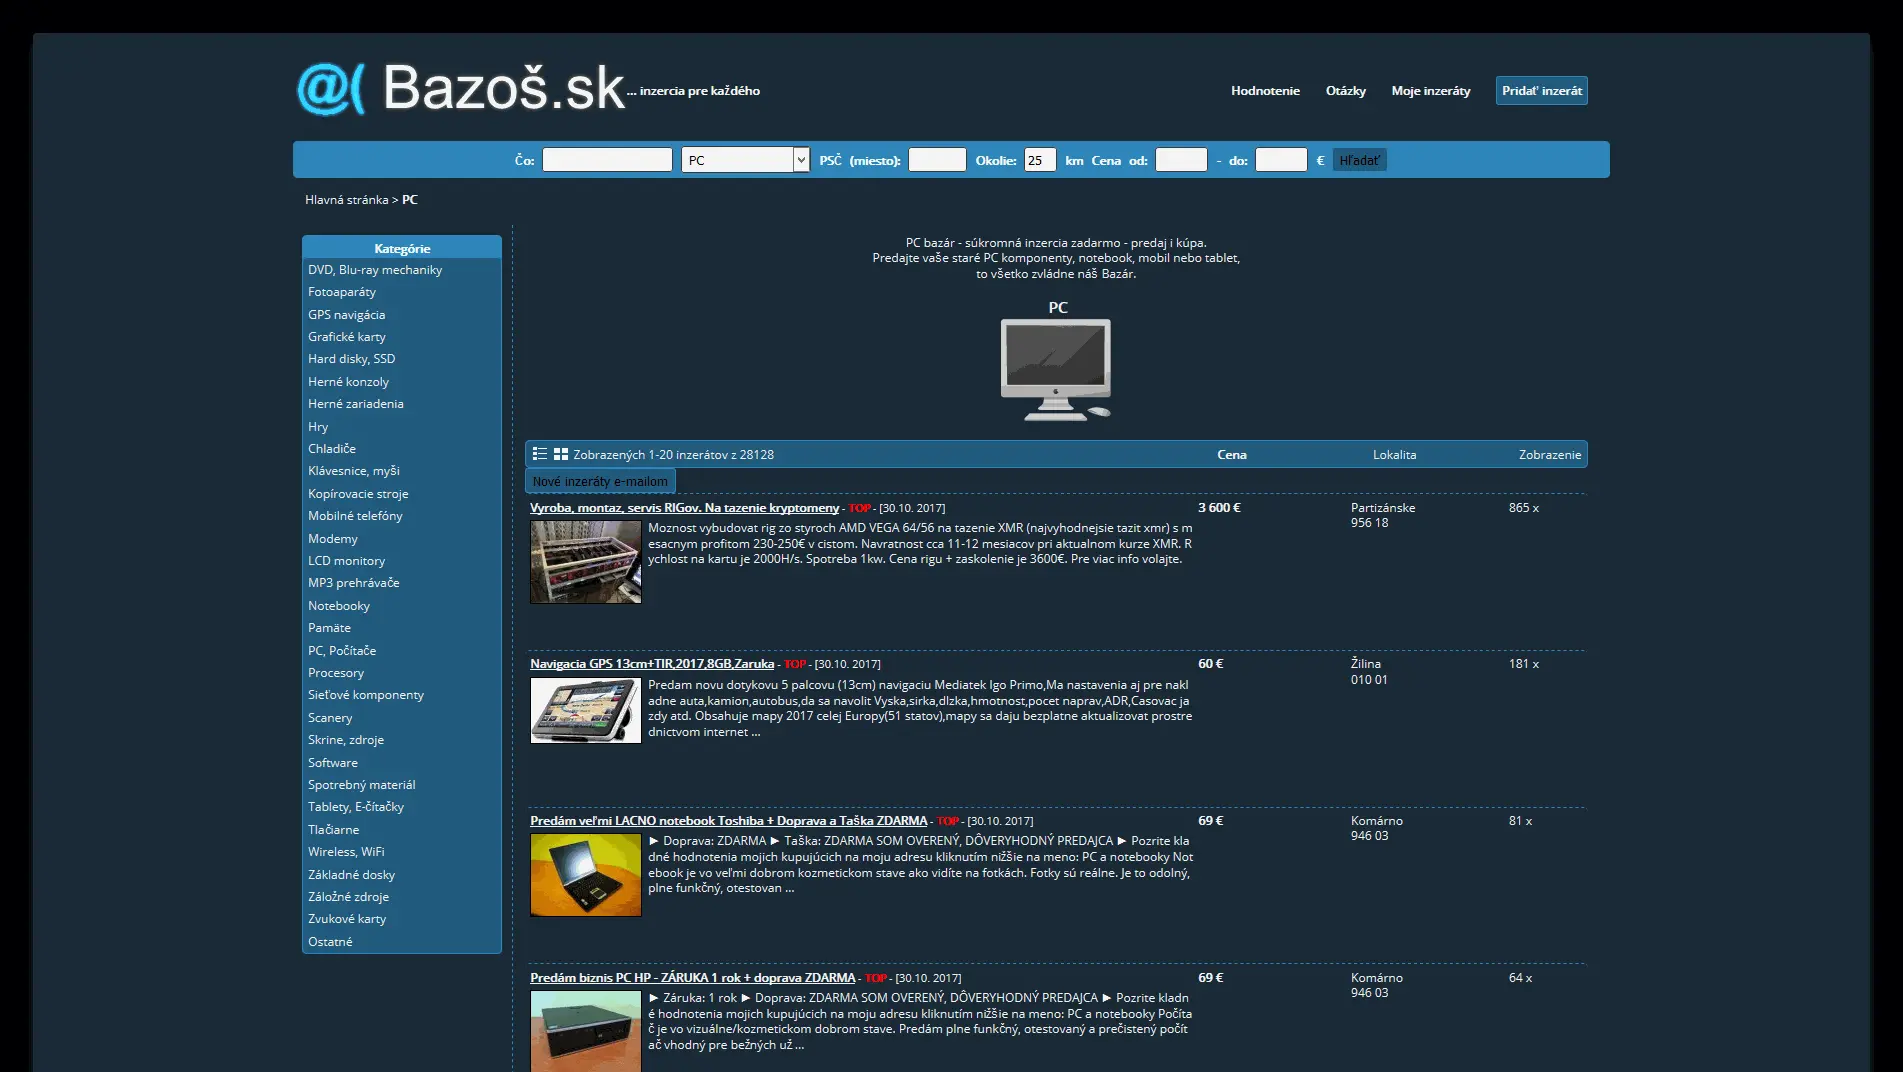 @( Bazoš.sk ... inzercia pre každého
Hodnotenie Otázky Moje inzeráty Pridať inzerát
Čo: PC PSČ (miesto): Okolie: 25 km Cena od: - do: € Hľadať
Hlavná stránka > PC
Kategórie
DVD, Blu-ray mechaniky
Fotoaparáty
GPS navigácia
Grafické karty
Hard disky, SSD
Herné konzoly
Herné zariadenia
Hry
Chladiče
Klávesnice, myši
Kopírovacie stroje
Mobilné telefóny
Modemy
LCD monitory
MP3 prehrávače
Notebooky
Pamäte
PC, Počítače
Procesory
Sieťové komponenty
Scanery
Skrine, zdroje
Software
Spotrebný materiál
Tablety, E-čítačky
Tlačiarne
Wireless, WiFi
Základné dosky
Záložné zdroje
Zvukové karty
Ostatné
PC bazár - súkromná inzercia zadarmo - predaj i kúpa.
Predajte vaše staré PC komponenty, notebook, mobil nebo tablet,
to všetko zvládne náš Bazár.
PC
Zobrazených 1-20 inzerátov z 28128 Cena Lokalita Zobrazenie
Nové inzeráty e-mailom
Vyroba, montaz, servis RIGov. Na tazenie kryptomeny - TOP - [30.10. 2017] 3 600 € Partizánske 865 x
956 18
Moznost vybudovat rig zo styroch AMD VEGA 64/56 na tazenie XMR (najvyhodnejsie tazit xmr) s m
esacnym profitom 230-250€ v cistom. Navratnost cca 11-12 mesiacov pri aktualnom kurze XMR. R
ychlost na kartu je 2000H/s. Spotreba 1kw. Cena rigu + zaskolenie je 3600€. Pre viac info volajte.
Navigacia GPS 13cm+TIR,2017,8GB,Zaruka - TOP - [30.10. 2017] 60 € Žilina 181 x
010 01
Predam novu dotykovu 5 palcovu (13cm) navigaciu Mediatek Igo Primo,Ma nastavenia aj pre nakl
adne auta,kamion,autobus,da sa navolit Vyska,sirka,dlzka,hmotnost,pocet naprav,ADR,Casovac ja
zdy atd. Obsahuje mapy 2017 celej Europy(51 statov),mapy sa daju bezplatne aktualizovat prostre
dnictvom internet ...
Predám veľmi LACNO notebook Toshiba + Doprava a Taška ZDARMA - TOP - [30.10. 2017] 69 € Komárno 81 x
946 03
► Doprava: ZDARMA ► Taška: ZDARMA SOM OVERENÝ, DÔVERYHODNÝ PREDAJCA ► Pozrite kla
dné hodnotenia mojich kupujúcich na moju adresu kliknutím nižšie na meno: PC a notebooky Not
ebook je vo veľmi dobrom kozmetickom stave ako vidíte na fotkách. Fotky sú reálne. Je to odolný,
plne funkčný, otestovan ...
Predám biznis PC HP - ZÁRUKA 1 rok + doprava ZDARMA - TOP - [30.10. 2017] 69 € Komárno 64 x
946 03
► Záruka: 1 rok ► Doprava: ZDARMA SOM OVERENÝ, DÔVERYHODNÝ PREDAJCA ► Pozrite kladn
é hodnotenia mojich kupujúcich na moju adresu kliknutím nižšie na meno: PC a notebooky Počíta
č je vo vizuálne/kozmetickom dobrom stave. Predám plne funkčný, otestovaný a prečistený počít
ač vhodný pre bežných už ...